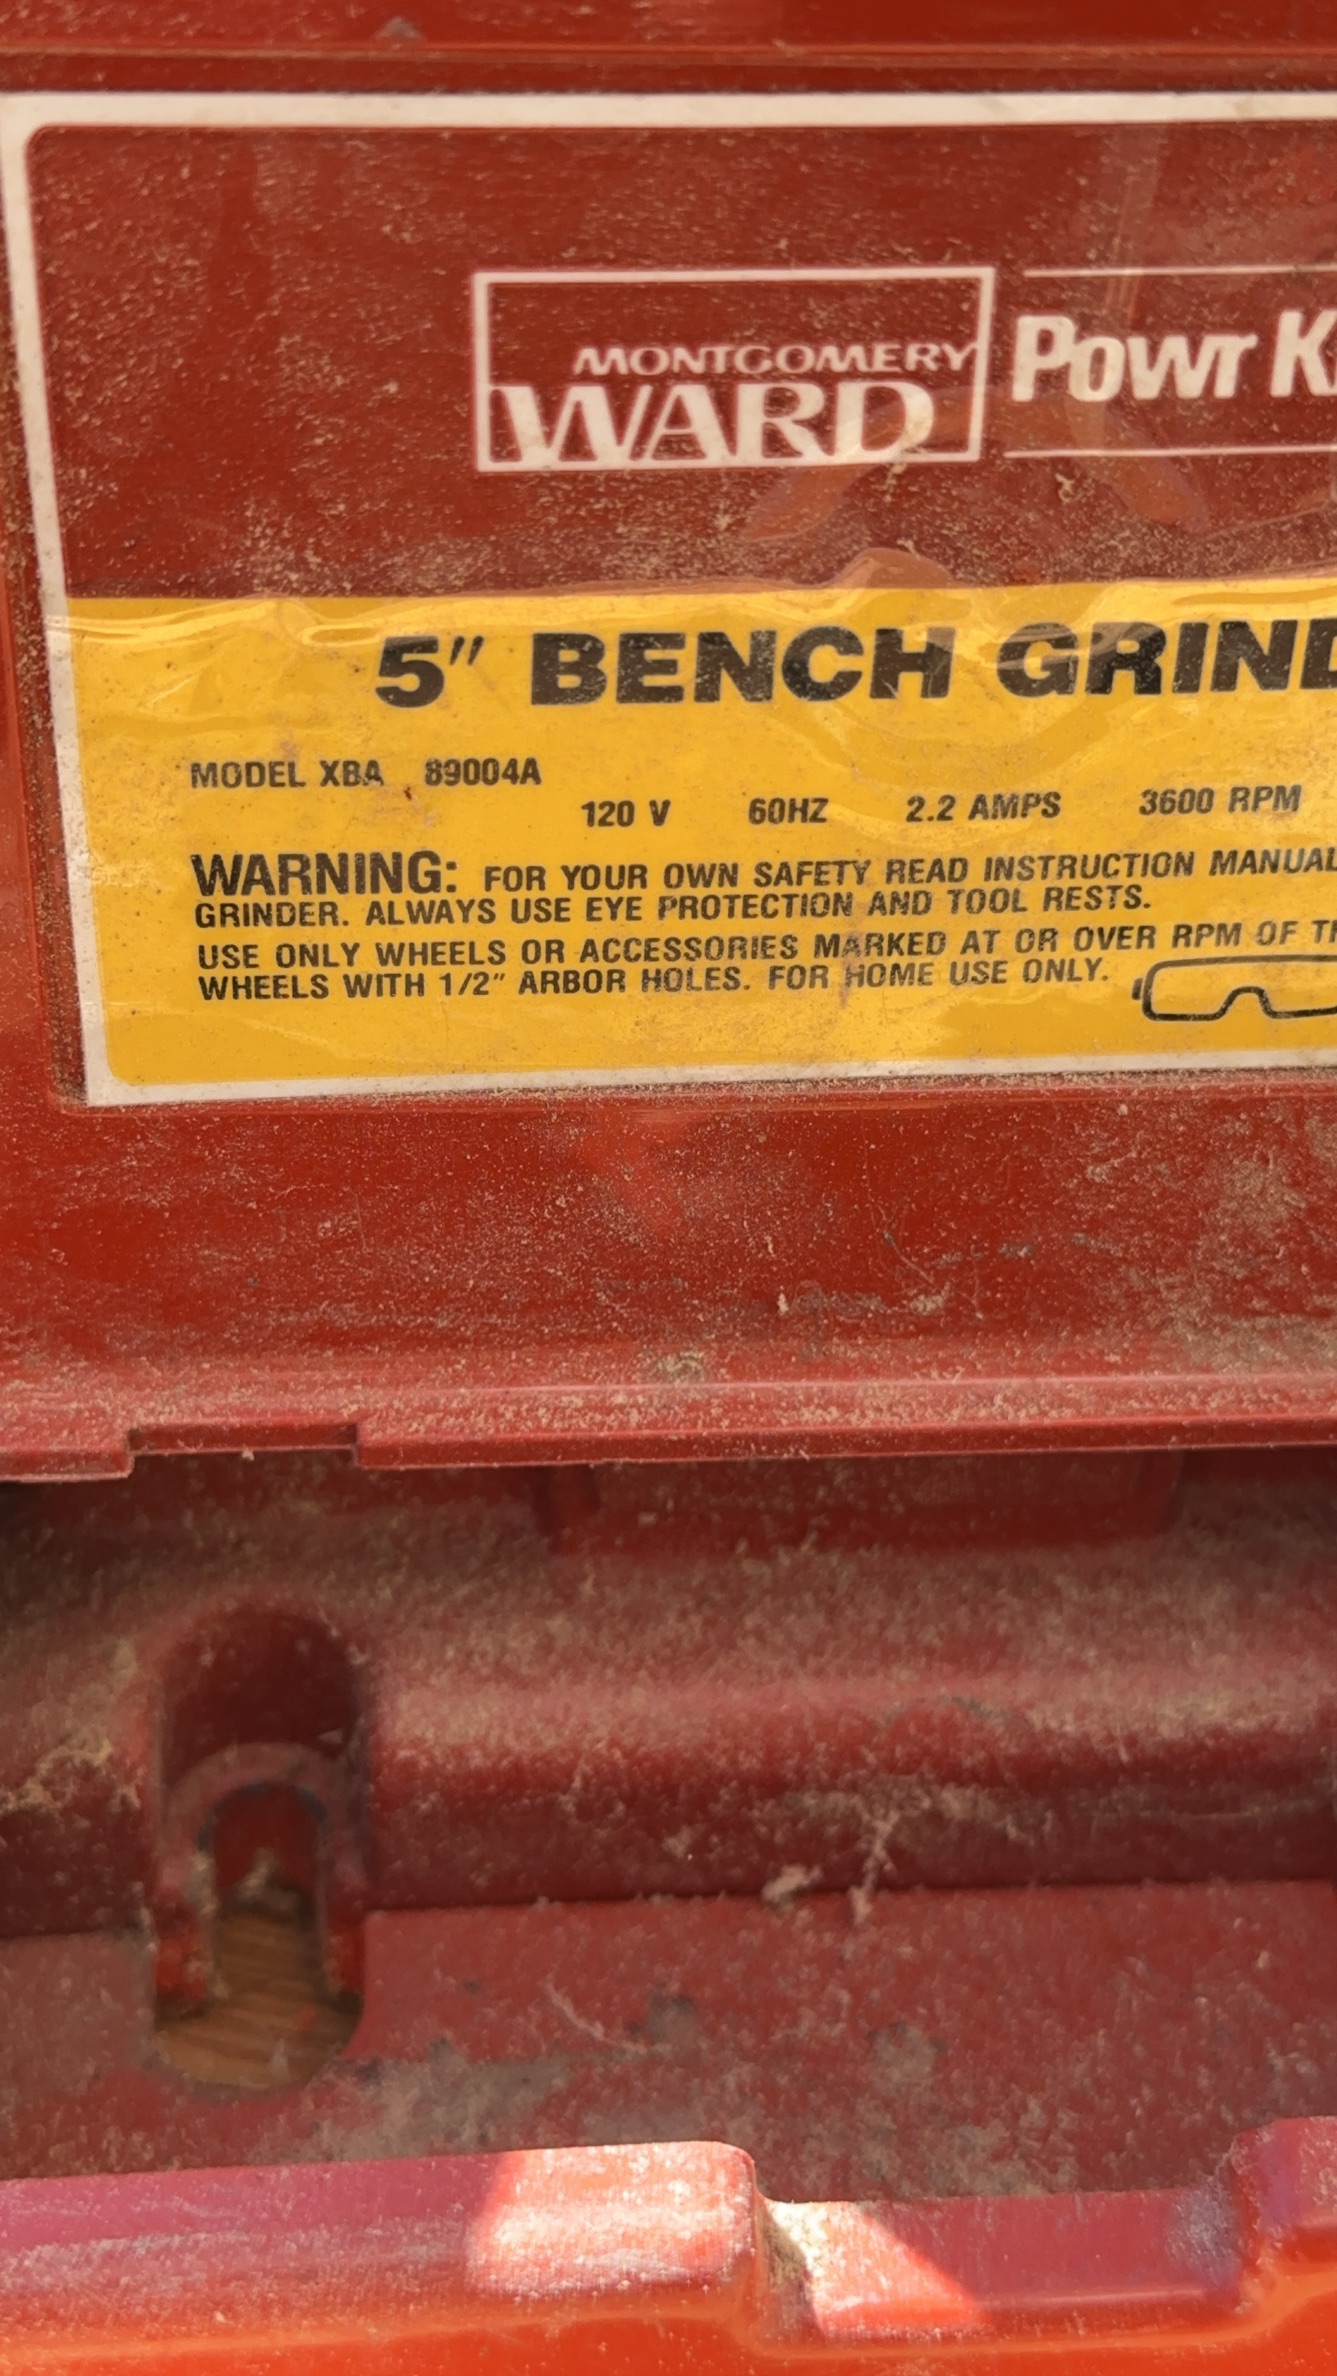 MONTGOMERY
WARD
Powr K
5" BENCH GRIND
MODEL XBA 89004A
120 V 60HZ 2.2 AMPS 3600 RPM
WARNING: FOR YOUR OWN SAFETY READ INSTRUCTION MANUAL
GRINDER. ALWAYS USE EYE PROTECTION AND TOOL RESTS.
USE ONLY WHEELS OR ACCESSORIES MARKED AT OR OVER RPM OF TH
WHEELS WITH 1/2" ARBOR HOLES. FOR HOME USE ONLY.